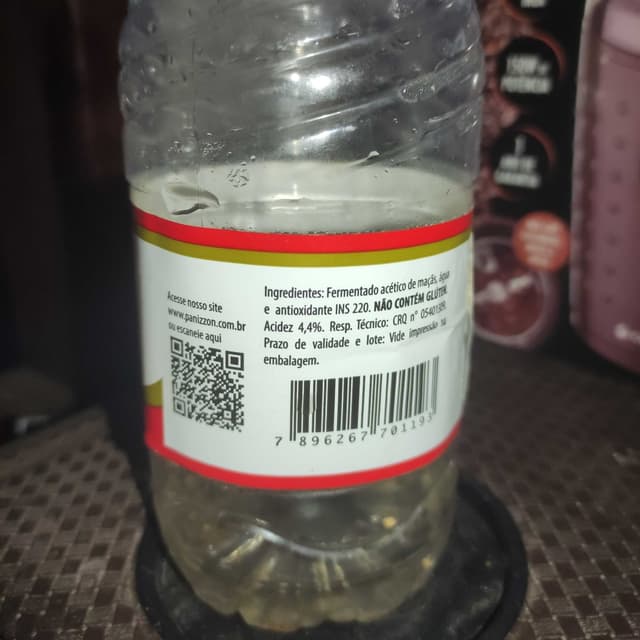 Acesse nosso site
www.panizzon.com.br
ou escaneie aqui
Ingredientes: Fermentado acético de maçãs, água
e antioxidante INS 220. NÃO CONTÉM GLÚTEN.
Acidez 4,4%. Resp. Técnico: CRQ nº
Prazo de validade e lote: Vide impressão na
embalagem.
7 896267 701193
POTÊNCIA